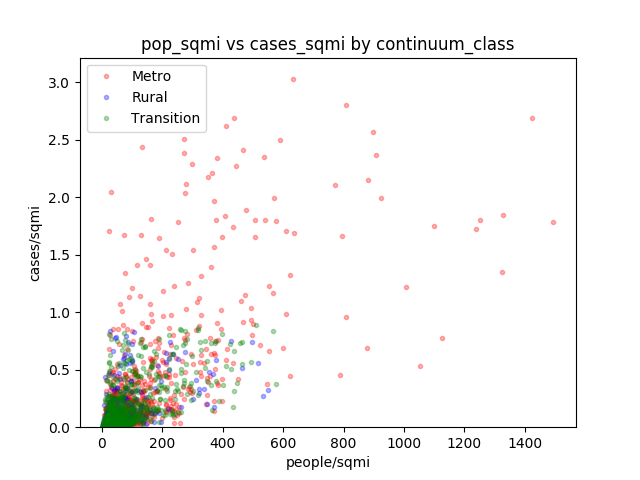 pop_sqmi vs cases_sqmi by continuum_class
Metro
Rural
Transition
cases/sqmi
3.0
2.5
2.0
1.5
1.0
0.5
0.0
0 200 400 600 800 1000 1200 1400
people/sqmi